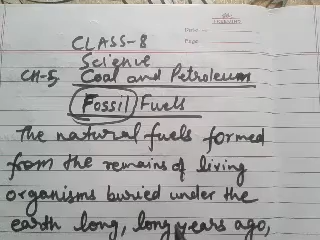 CLASS-8
Science
CH-5, Coal and Petroleum
Fossil Fuels
The natural fuels formed
from the remains of living
organisms buried under the
earth long, long years ago,